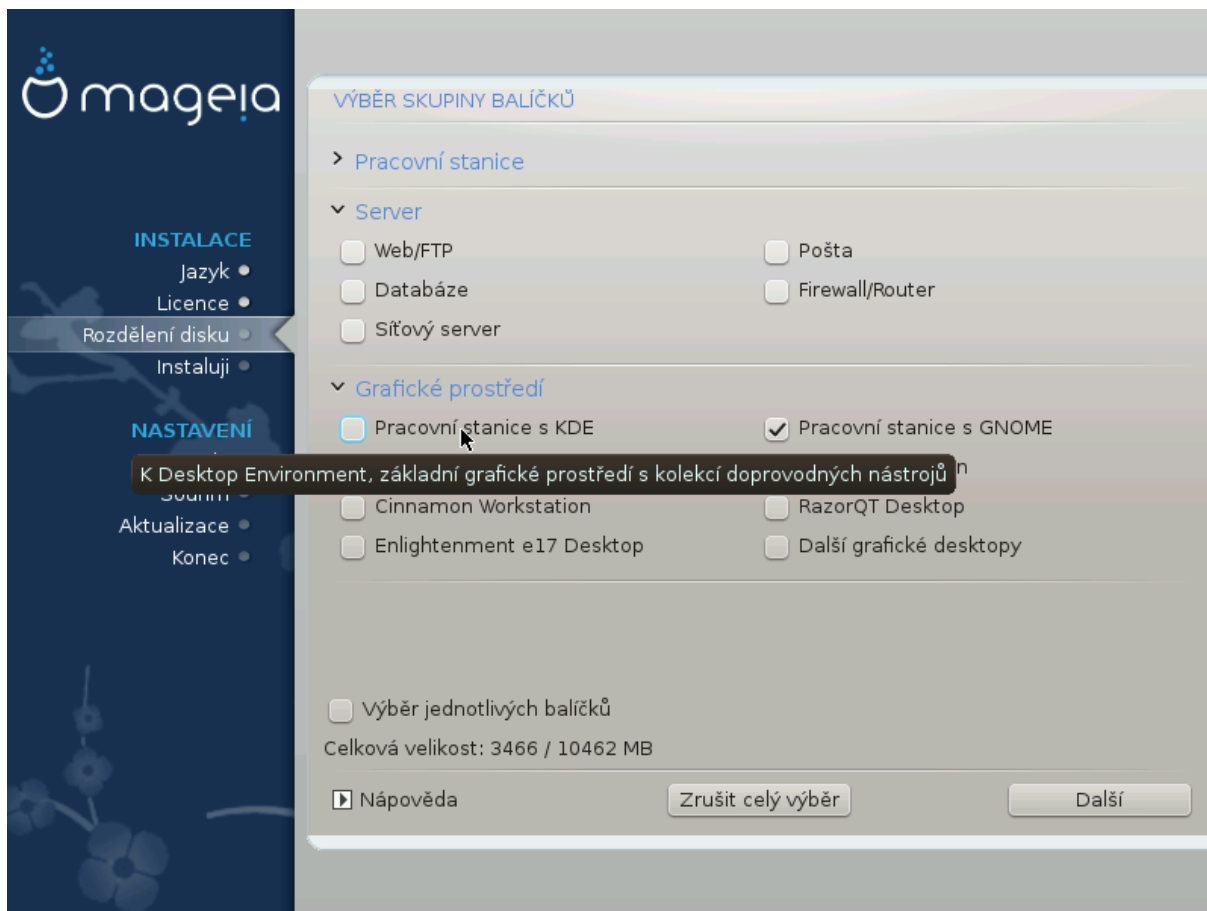 mageia
INSTALACE
Jazyk
Licence
Rozdělení disku
Instaluji
NASTAVENÍ
Aktualizace
Konec
VÝBĚR SKUPINY BALÍČKŮ
Pracovní stanice
Server
Web/FTP
Pošta
Databáze
Firewall/Router
Síťový server
Grafické prostředí
Pracovní stanice s KDE
Pracovní stanice s GNOME
K Desktop Environment, základní grafické prostředí s kolekcí doprovodných nástrojů
Cinnamon Workstation
RazorQT Desktop
Enlightenment e17 Desktop
Další grafické desktopy
Výběr jednotlivých balíčků
Celková velikost: 3466 / 10462 MB
Nápověda
Zrušit celý výběr
Další